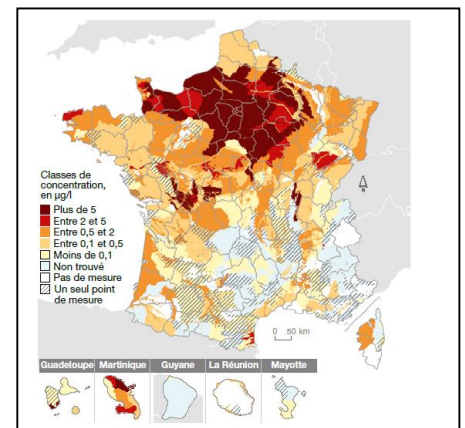 Classes de
concentration,
en µg/l
Plus de 5
Entre 2 et 5
Entre 0,5 et 2
Entre 0,1 et 0,5
Moins de 0,1
Non trouvé
Pas de mesure
Un seul point
de mesure
N
0 50 km
Guadeloupe Martinique Guyane La Réunion Mayotte